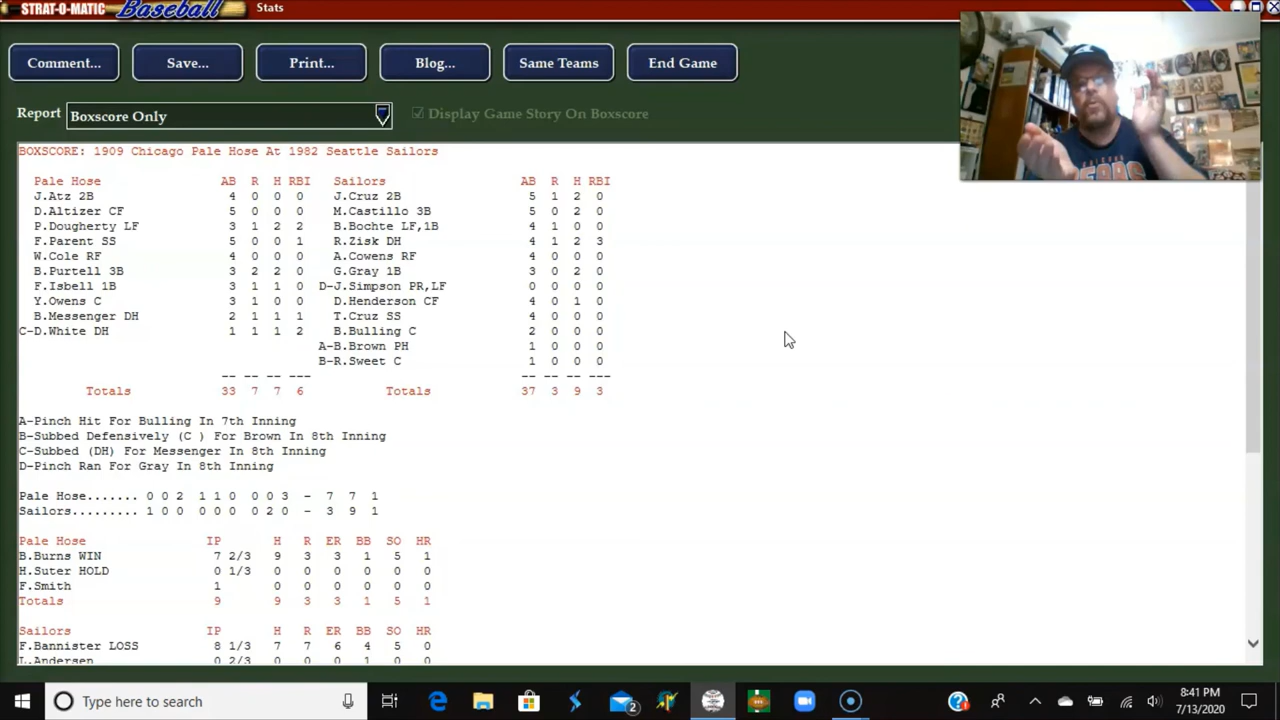 STRAT-O-MATIC Baseball Stats
Comment... Save... Print... Blog... Same Teams End Game
Report Boxscore Only Display Game Story On Boxscore
BOXSCORE: 1909 Chicago Pale Hose At 1982 Seattle Sailors
Pale Hose AB R H RBI Sailors AB R H RBI
J.Atz 2B 4 0 0 0 J.Cruz 2B 5 1 2 0
D.Altizer CF 5 0 0 0 M.Castillo 3B 5 0 2 0
P.Dougherty LF 3 1 2 2 B.Bochte LF,1B 4 1 0 0
F.Parent SS 5 0 0 1 R.Zisk DH 4 1 2 3
W.Cole RF 4 0 0 0 A.Cowens RF 4 0 0 0
B.Purtell 3B 3 2 2 0 G.Gray 1B 3 0 2 0
F.Isbell 1B 3 1 1 0 D-J.Simpson PR,LF 0 0 0 0
Y.Owens C 3 1 0 0 D.Henderson CF 4 0 1 0
B.Messenger DH 2 1 1 1 T.Cruz SS 4 0 0 0
C-D.White DH 1 1 1 2 B.Bulling C 2 0 0 0
A-B.Brown PH 1 0 0 0
B-R.Sweet C 1 0 0 0
-- -- -- --- -- -- -- ---
Totals 33 7 7 6 Totals 37 3 9 3
A-Pinch Hit For Bulling In 7th Inning
B-Subbed Defensively (C ) For Brown In 8th Inning
C-Subbed (DH) For Messenger In 8th Inning
D-Pinch Ran For Gray In 8th Inning
Pale Hose....... 0 0 2 1 1 0 0 0 3 - 7 7 1
Sailors......... 1 0 0 0 0 0 0 2 0 - 3 9 1
Pale Hose IP H R ER BB SO HR
B.Burns WIN 7 2/3 9 3 3 1 5 1
H.Suter HOLD 0 1/3 0 0 0 0 0 0
F.Smith 1 0 0 0 0 0 0
Totals 9 9 3 3 1 5 1
Sailors IP H R ER BB SO HR
F.Bannister LOSS 8 1/3 7 7 6 4 5 0
L.Andersen 0 2/3 0 0 0 1 0 0
Type here to search
2
8:41 PM
7/13/2020